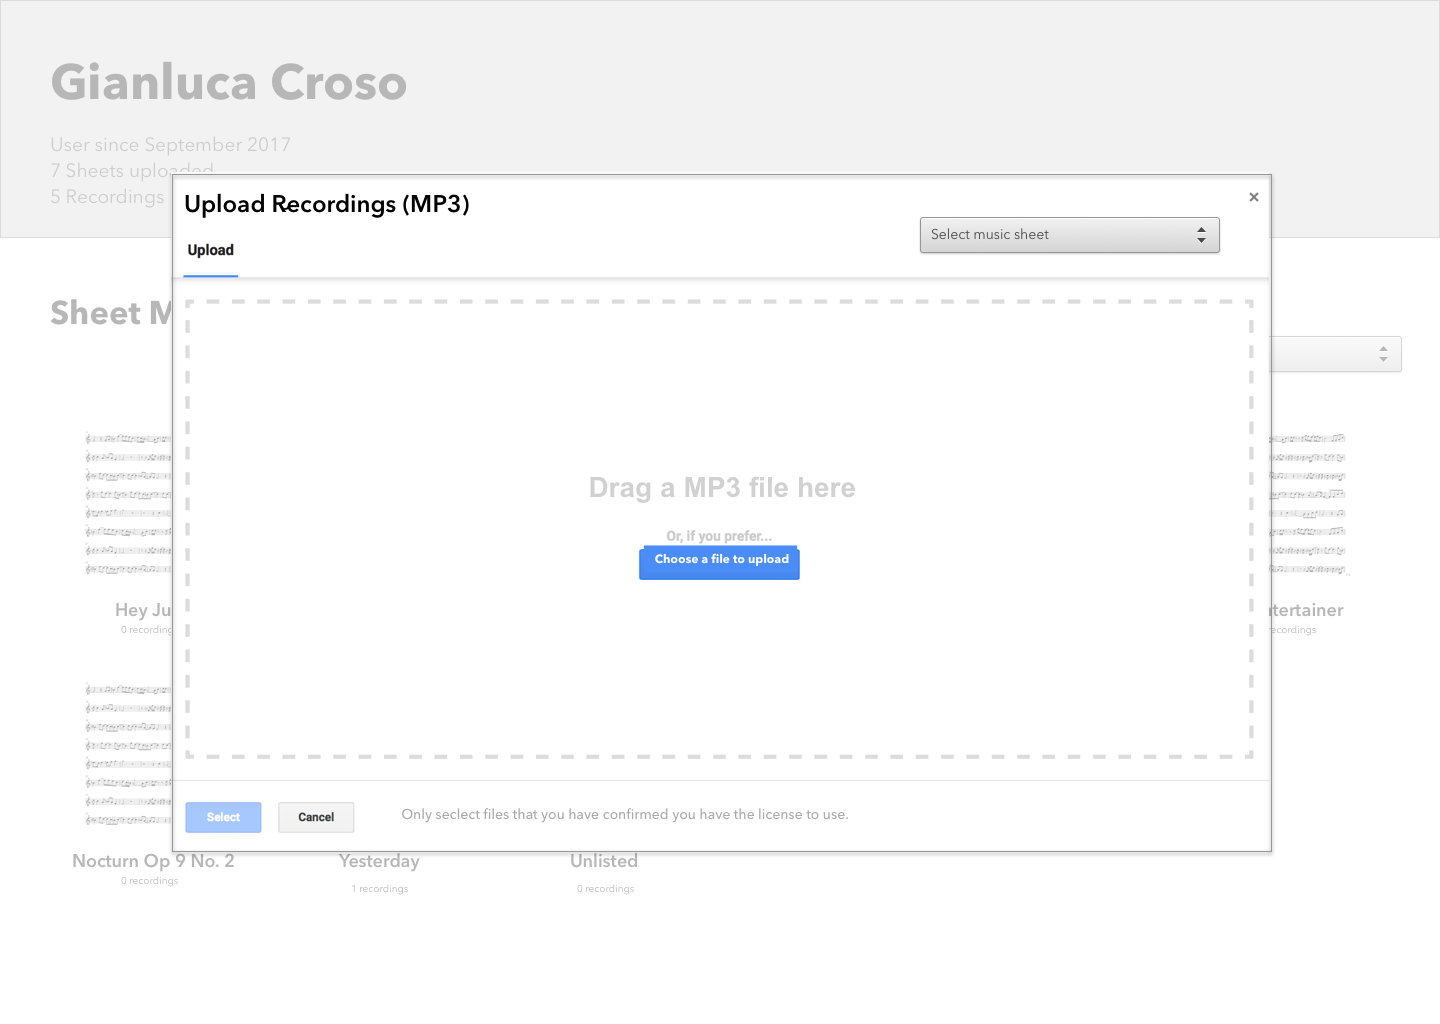 Gianluca Croso
User since September 2017
7 Sheets uploaded
5 Recordings
Upload Recordings (MP3)
×
Select music sheet
Upload
Sheet M
Drag a MP3 file here
Or, if you prefer...
Choose a file to upload
Hey Ju
0 recording
ntertainer
recordings
Select
Cancel
Only seclect files that you have confirmed you have the license to use.
Nocturn Op 9 No. 2
Yesterday
Unlisted
0 recordings
1 recordings
0 recordings